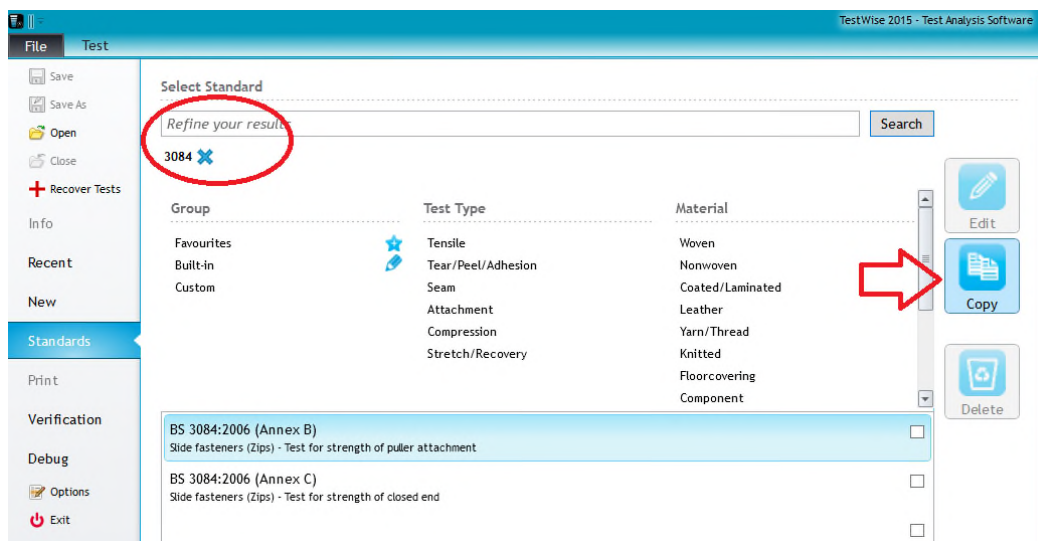 TestWise 2015 - Test Analysis Software
File Test
Save
Save As
Open
Close
Recover Tests
Info
Recent
New
Standards
Print
Verification
Debug
Options
Exit
Select Standard
Refine your results
Search
3084
Group
Favourites
Built-in
Custom
Test Type
Tensile
Tear/Peel/Adhesion
Seam
Attachment
Compression
Stretch/Recovery
Material
Woven
Nonwoven
Coated/Laminated
Leather
Yarn/Thread
Knitted
Floorcovering
Component
Edit
Copy
Delete
BS 3084:2006 (Annex B)
Slide fasteners (Zips) - Test for strength of puller attachment
BS 3084:2006 (Annex C)
Slide fasteners (Zips) - Test for strength of closed end